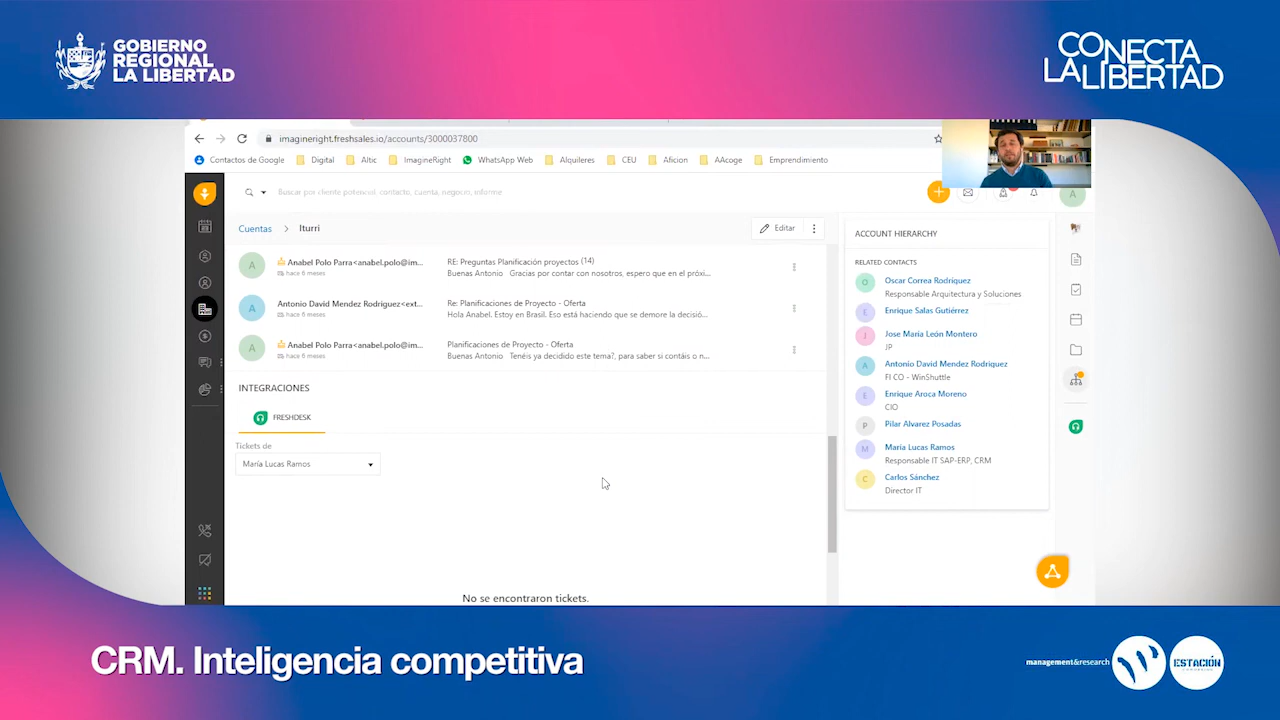 GOBIERNO
REGIONAL
LA LIBERTAD
CONECTA
LA LIBERTAD
imagineright.freshsales.io/accounts/3000037800
Contactos de Google
Digital
Altic
ImagineRight
WhatsApp Web
Alquileres
CEU
Aficion
AAcoge
Emprendimiento
Buscar por cliente potencial, contacto, cuenta, negocio, informe
A
Cuentas > Iturri
Editar
A
Anabel Polo Parra<anabel.polo@im...
hace 6 meses
RE: Preguntas Planificación proyectos (14)
Buenas Antonio Gracias por contar con nosotros, espero que en el próxi...
A
Antonio David Mendez Rodriguez<ext...
hace 6 meses
Re: Planificaciones de Proyecto - Oferta
Hola Anabel. Estoy en Brasil. Eso está haciendo que se demore la decisió...
A
Anabel Polo Parra<anabel.polo@im...
hace 6 meses
Planificaciones de Proyecto - Oferta
Buenas Antonio Tenéis ya decidido este tema?, para saber si contáis o n...
INTEGRACIONES
FRESHDESK
Tickets de
María Lucas Ramos
No se encontraron tickets.
ACCOUNT HIERARCHY
RELATED CONTACTS
O
Oscar Correa Rodríguez
Responsable Arquitectura y Soluciones
E
Enrique Salas Gutiérrez
J
Jose María León Montero
JP
A
Antonio David Mendez Rodriguez
FI CO - WinShuttle
E
Enrique Aroca Moreno
CIO
P
Pilar Alvarez Posadas
M
María Lucas Ramos
Responsable IT SAP-ERP, CRM
C
Carlos Sánchez
Director IT
CRM. Inteligencia competitiva
management&research
ESTACIÓN